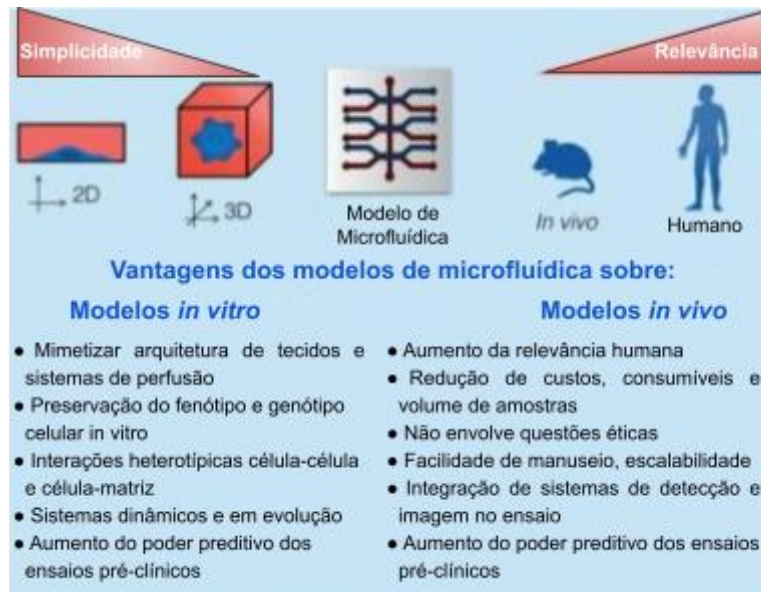 Simplicidade
Relevância
2D
3D
Modelo de
Microfluídica
In vivo
Humano
Vantagens dos modelos de microfluídica sobre:
Modelos in vitro
● Mimetizar arquitetura de tecidos e
sistemas de perfusão
● Preservação do fenótipo e genótipo
celular in vitro
● Interações heterotípicas célula-célula
e célula-matriz
● Sistemas dinâmicos e em evolução
● Aumento do poder preditivo dos
ensaios pré-clínicos
Modelos in vivo
● Aumento da relevância humana
● Redução de custos, consumíveis e
volume de amostras
● Não envolve questões éticas
● Facilidade de manuseio, escalabilidade
● Integração de sistemas de detecção e
imagem no ensaio
● Aumento do poder preditivo dos ensaios
pré-clínicos